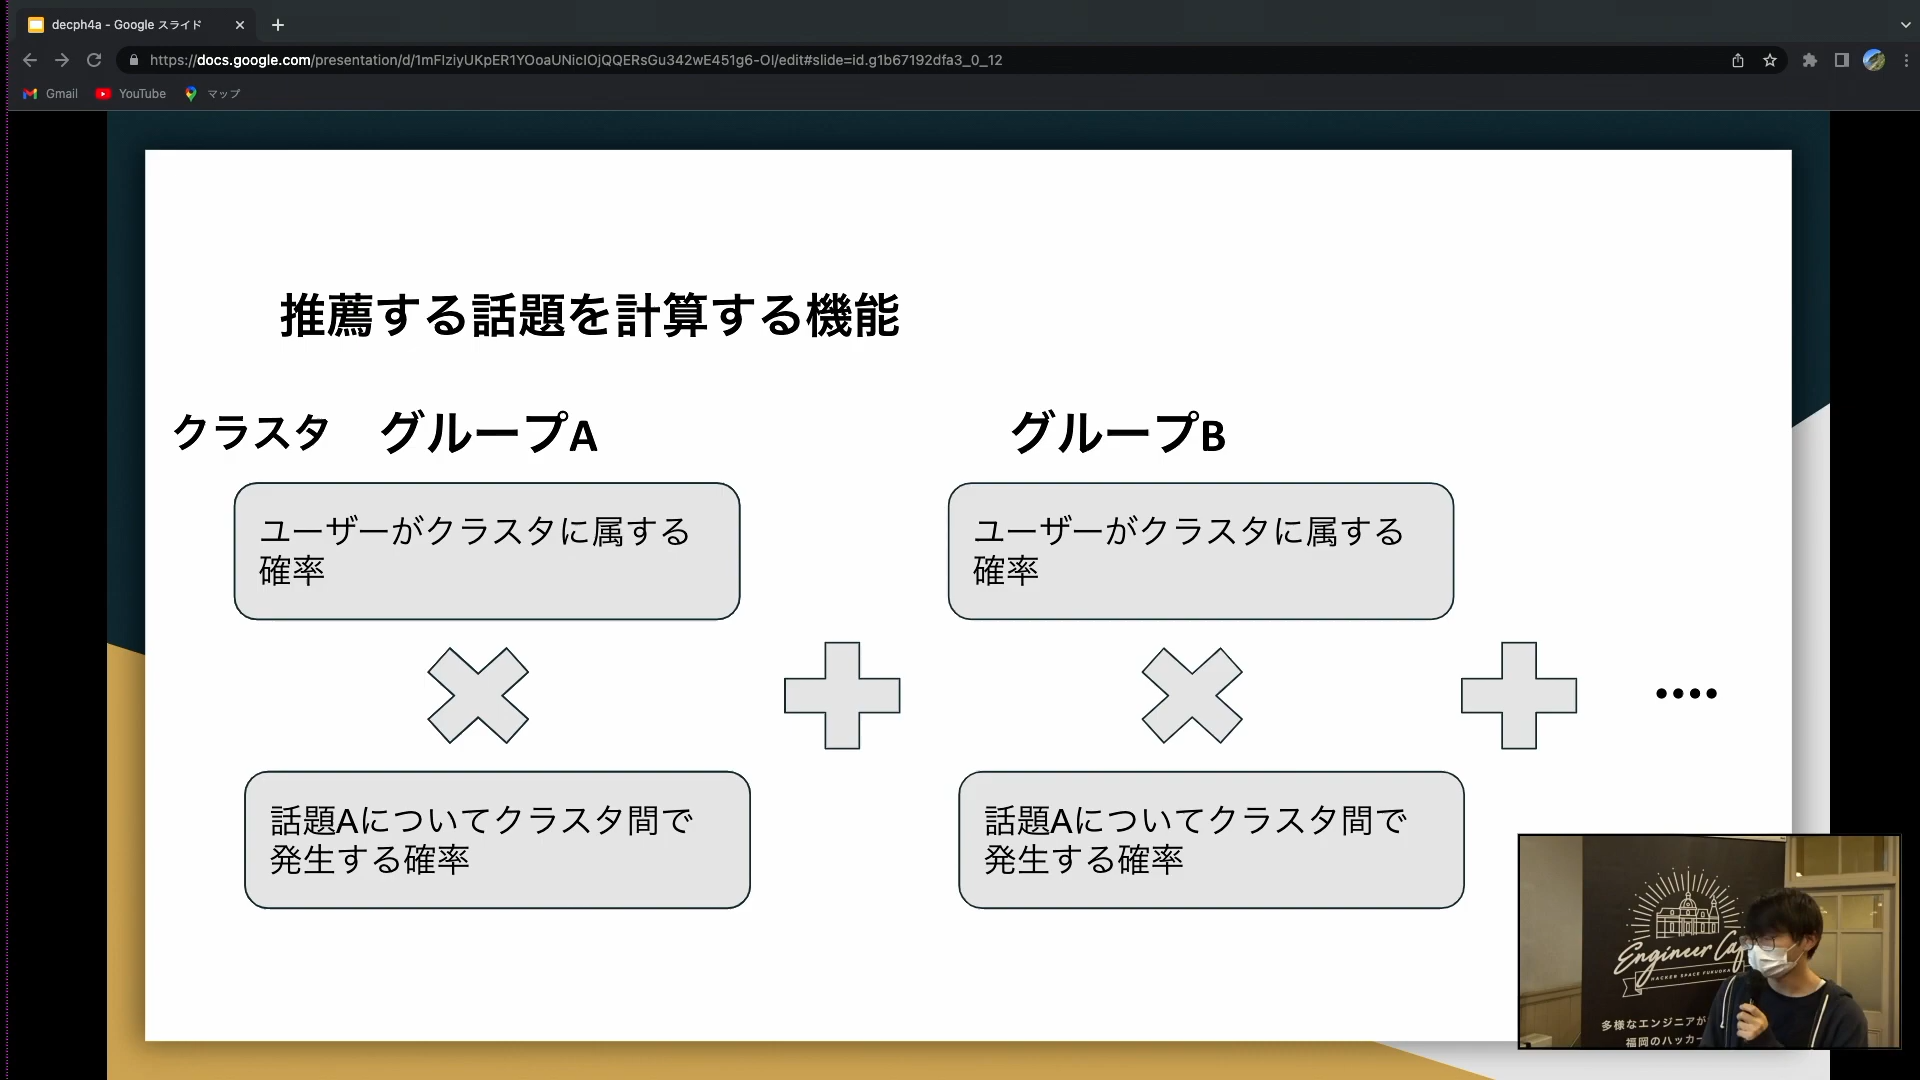 decph4a - Google スライド
https://docs.google.com/presentation/d/1mFIziyUKpER1YOoaUNicIOjQQERsGu342wE451g6-OI/edit#slide=id.g1b67192dfa3_0_12
Gmail YouTube マップ
推薦する話題を計算する機能
クラスタ グループA グループB
ユーザーがクラスタに属する
確率
ユーザーがクラスタに属する
確率
話題Aについてクラスタ間で
発生する確率
話題Aについてクラスタ間で
発生する確率
....
Engineer
HACKER SPACE FUKUOKA
多様なエンジニアが
福岡のハッカー